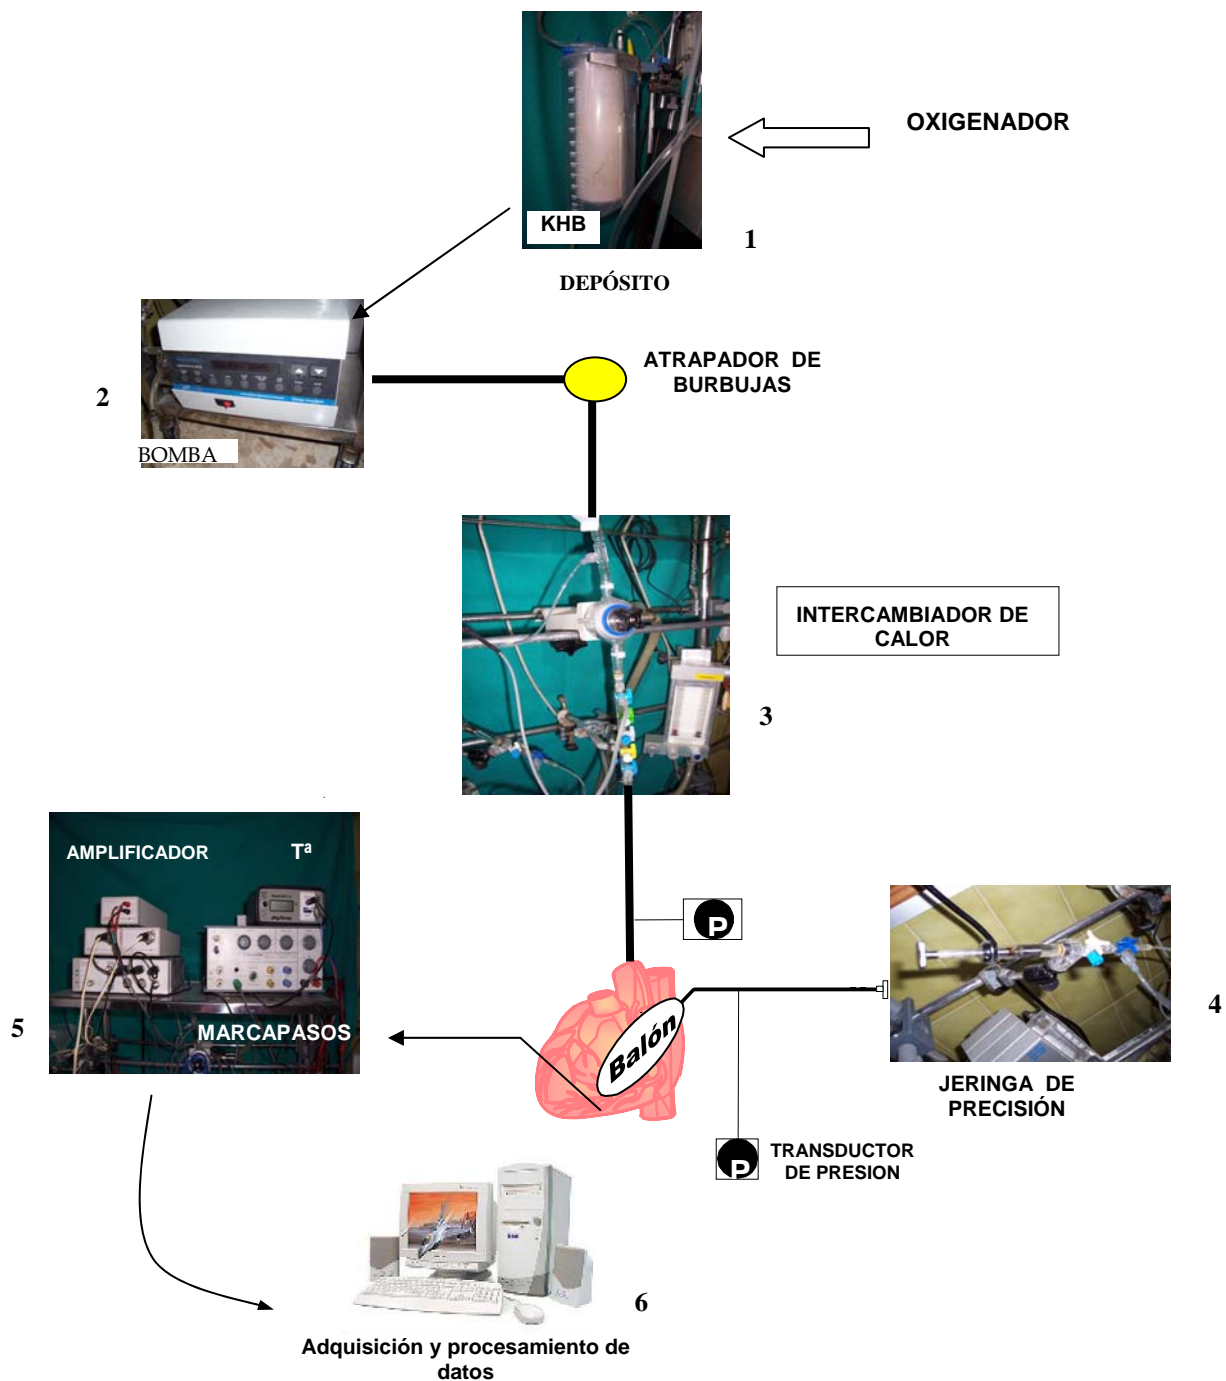 OXIGENADOR
KHB
1
DEPÓSITO
ATRAPADOR DE
BURBUJAS
2
BOMBA
INTERCAMBIADOR DE
CALOR
3
AMPLIFICADOR
Tª
MARCAPASOS
5
P
Balón
4
JERINGA DE
PRECISIÓN
P
TRANSDUCTOR
DE PRESION
6
Adquisición y procesamiento de
datos